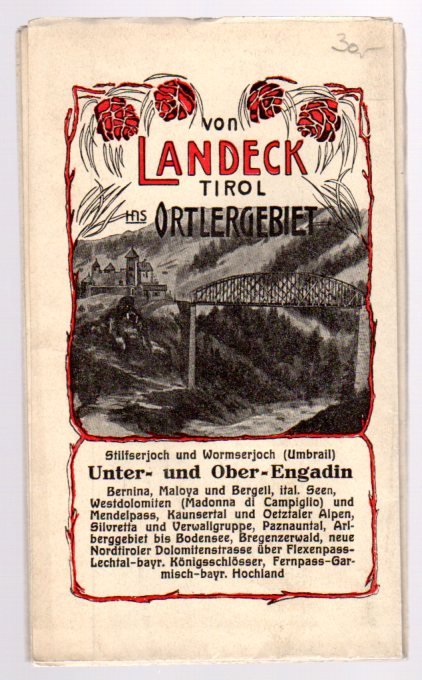 30,-
von
LANDECK
TIROL
ins ORTLERGEBIET
Stilfserjoch und Wormserjoch (Umbrail)
Unter- und Ober-Engadin
Bernina, Maloya und Bergell, ital. Seen,
Westdolomiten (Madonna di Campiglio) und
Mendelpass, Kaunsertal und Oetztaler Alpen,
Silvretta und Verwallgruppe, Paznauntal, Arl-
berggebiet bis Bodensee, Bregenzerwald, neue
Nordtiroler Dolomitenstrasse über Flexenpass-
Lechtal-bayr. Königsschlösser, Fernpass-Gar-
misch-bayr. Hochland